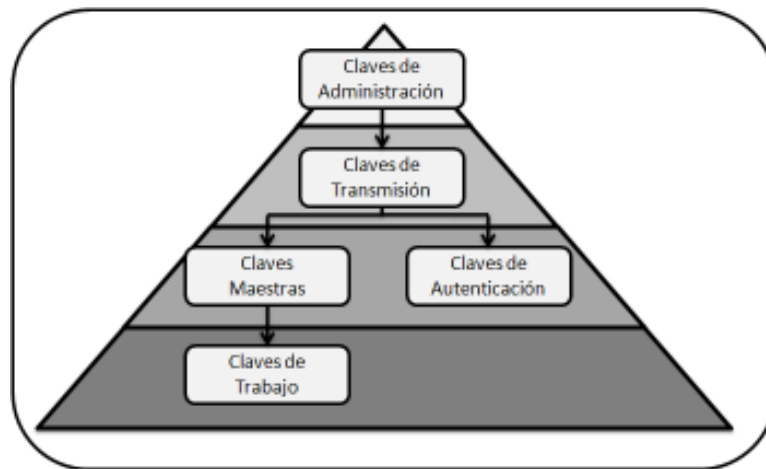 Claves de
Administración
Claves de
Transmisión
Claves
Maestras
Claves de
Autenticación
Claves de
Trabajo